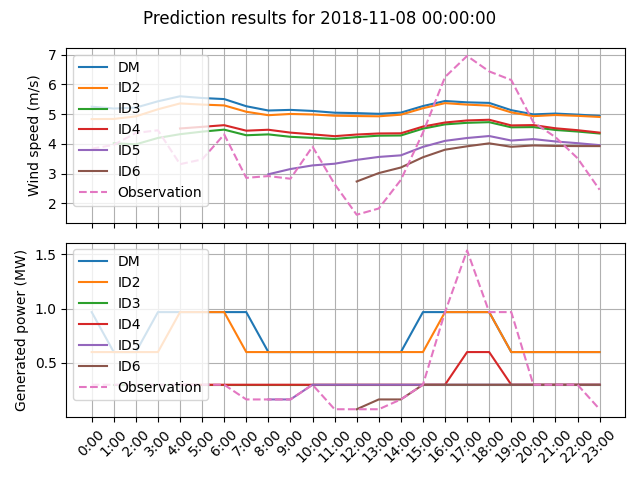 Prediction results for 2018-11-08 00:00:00
Wind speed (m/s)
7
6
5
4
3
2
DM
ID2
ID3
ID4
ID5
ID6
Observation
Generated power (MW)
1.5
1.0
0.5
DM
ID2
ID3
ID4
ID5
ID6
Observation
0:00 1:00 2:00 3:00 4:00 5:00 6:00 7:00 8:00 9:00 10:00 11:00 12:00 13:00 14:00 15:00 16:00 17:00 18:00 19:00 20:00 21:00 22:00 23:00